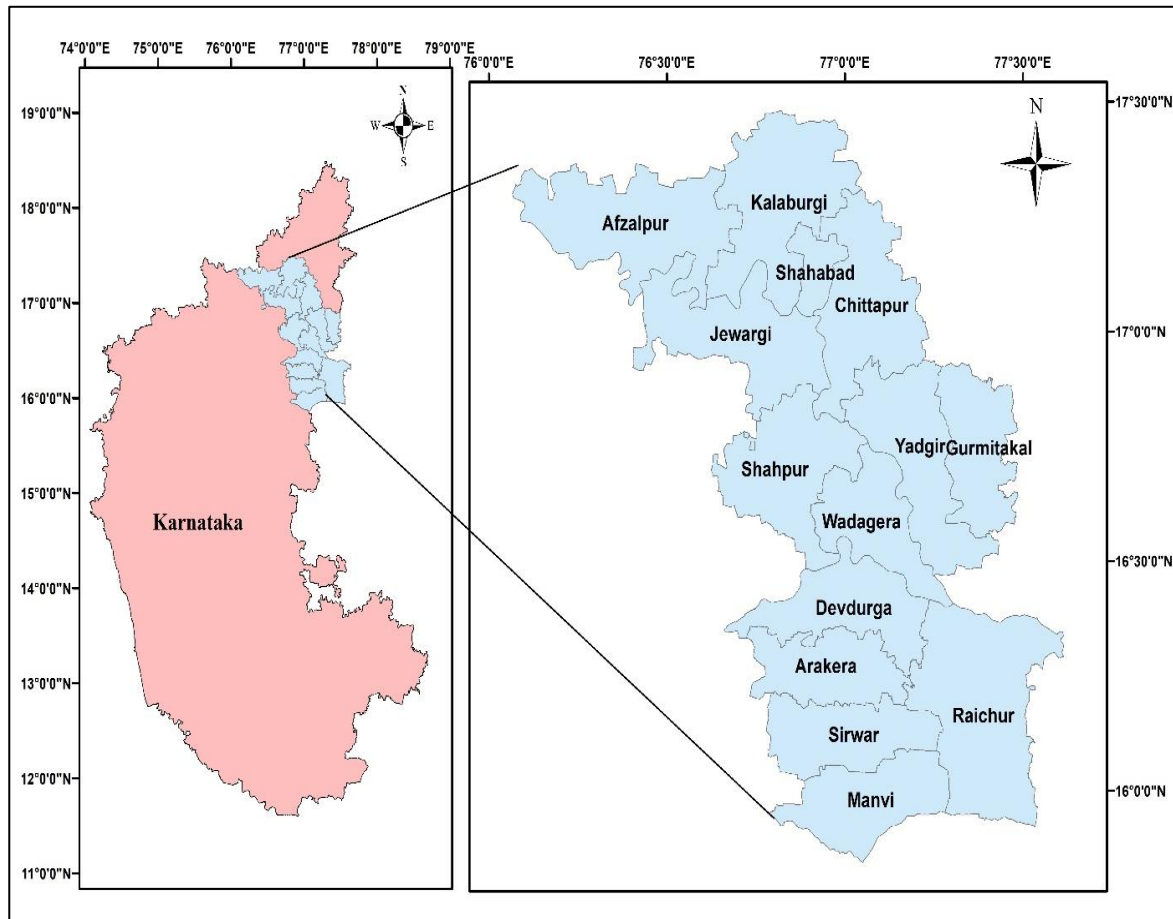 74°0'0"E 75°0'0"E 76°0'0"E 77°0'0"E 78°0'0"E 79°0'0"E
19°0'0"N
18°0'0"N
17°0'0"N
16°0'0"N
15°0'0"N
14°0'0"N
13°0'0"N
12°0'0"N
11°0'0"N
N
W E
S
Karnataka
76°0'0"E 76°30'0"E 77°0'0"E 77°30'0"E
17°30'0"N
17°0'0"N
16°30'0"N
16°0'0"N
N
Kalaburgi
Afzalpur
Shahabad
Chittapur
Jewargi
Yadgir
Gurmitakal
Shahpur
Wadagera
Devdurga
Arakera
Raichur
Sirwar
Manvi